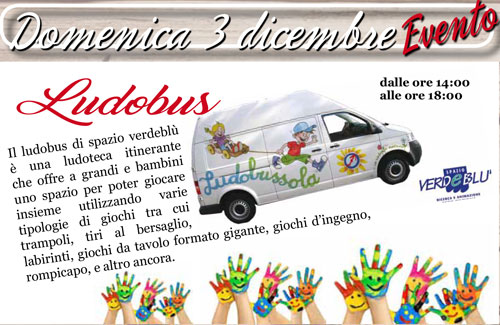 Domenica 3 dicembre Evento
Ludobus
dalle ore 14:00
alle ore 18:00
Il ludobus di spazio verdeblù
è una ludoteca itinerante
che offre a grandi e bambini
uno spazio per poter giocare
insieme utilizzando varie
tipologie di giochi tra cui
trampoli, tiri al bersaglio,
labirinti, giochi da tavolo formato gigante, giochi d'ingegno,
rompicapo, e altro ancora.
Ludobussola
SPAZIO
VERDEBLU'
RICERCA E ANIMAZIONE